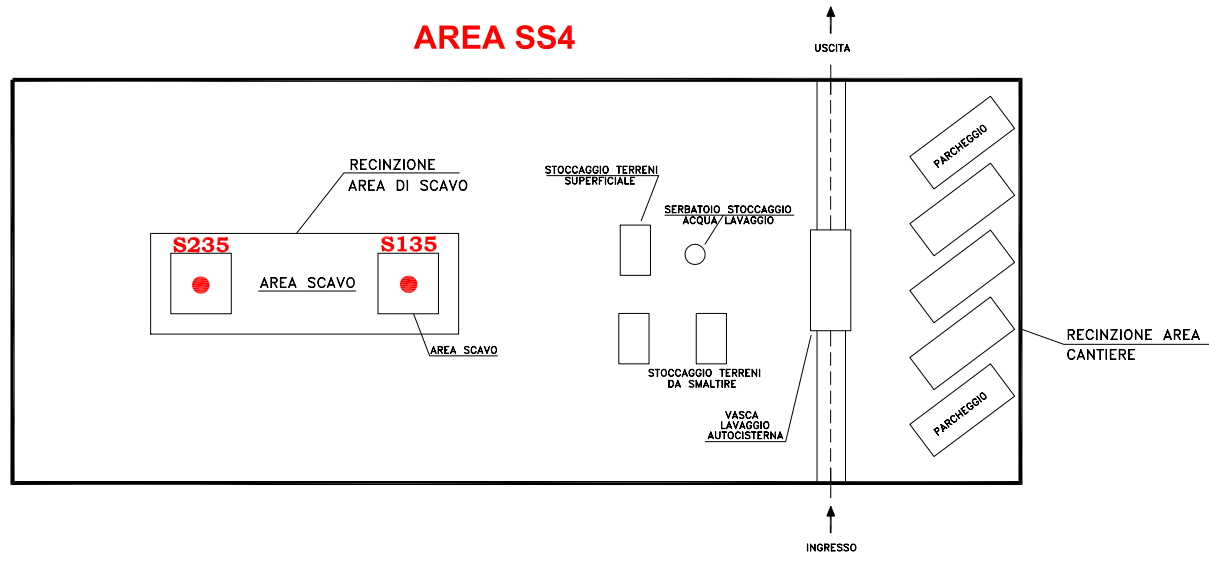 AREA SS4
USCITA
PARCHEGGIO
RECINZIONE
AREA DI SCAVO
STOCCAGGIO TERRENI
SUPERFICIALE
SERBATOIO STOCCAGGIO
ACQUA LAVAGGIO
S235
S135
AREA SCAVO
AREA SCAVO
RECINZIONE AREA
CANTIERE
STOCCAGGIO TERRENI
DA SMALTIRE
VASCA
LAVAGGIO
AUTOCISTERNA
PARCHEGGIO
INGRESSO